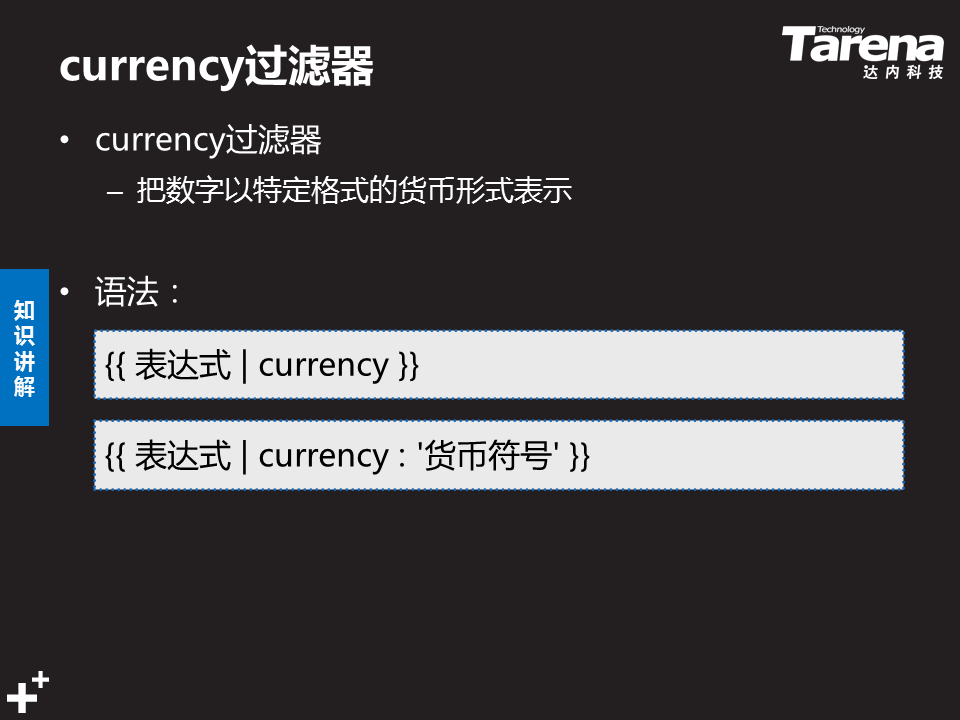 currency过滤器
Technology
Tarena
达内科技
• currency过滤器
– 把数字以特定格式的货币形式表示
• 语法：
知识讲解
{{ 表达式 | currency }}
{{ 表达式 | currency : '货币符号' }}